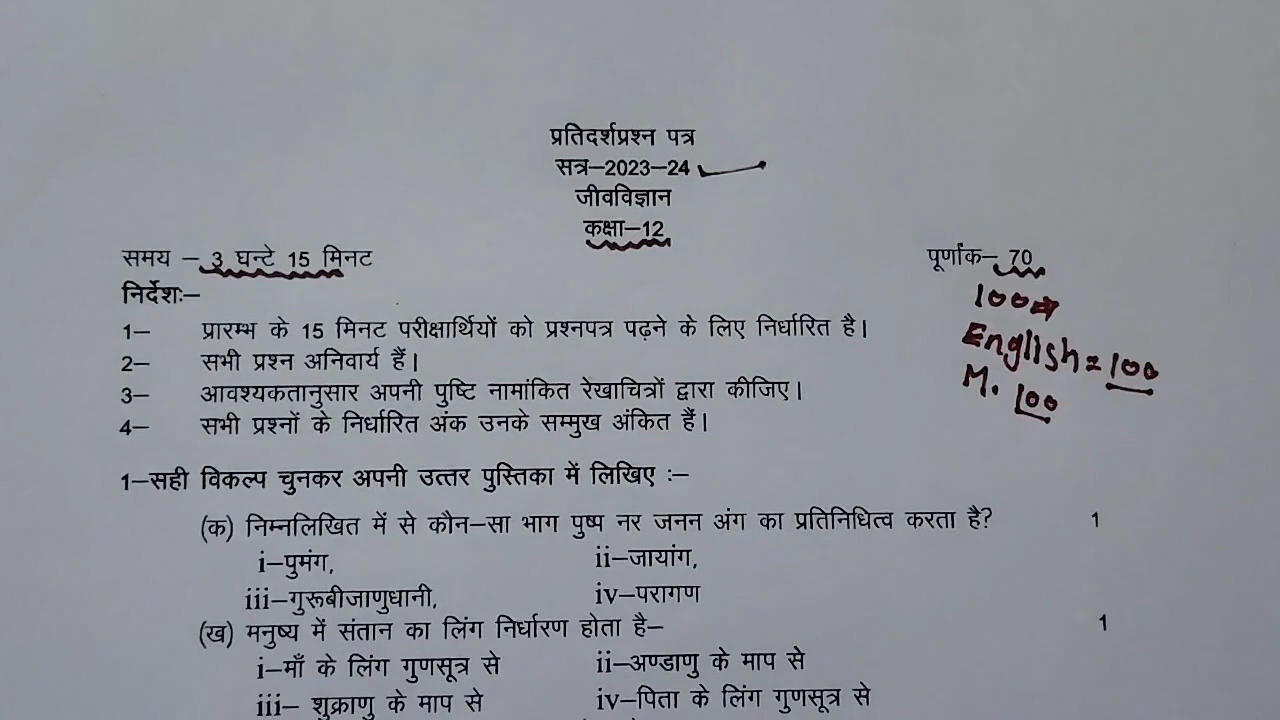 प्रतिदर्शप्रश्न पत्र
सत्र–2023–24
जीवविज्ञान
कक्षा–12
समय – 3 घन्टे 15 मिनट पूर्णांक– 70
निर्देशः–
100
English = 100
M. 100
1– प्रारम्भ के 15 मिनट परीक्षार्थियों को प्रश्नपत्र पढ़ने के लिए निर्धारित है।
2– सभी प्रश्न अनिवार्य हैं।
3– आवश्यकतानुसार अपनी पुष्टि नामांकित रेखाचित्रों द्वारा कीजिए।
4– सभी प्रश्नों के निर्धारित अंक उनके सम्मुख अंकित हैं।
1–सही विकल्प चुनकर अपनी उत्तर पुस्तिका में लिखिए :–
(क) निम्नलिखित में से कौन–सा भाग पुष्प नर जनन अंग का प्रतिनिधित्व करता है? 1
i–पुमंग, ii–जायांग,
iii–गुरूबीजाणुधानी, iv–परागण
(ख) मनुष्य में संतान का लिंग निर्धारण होता है– 1
i–माँ के लिंग गुणसूत्र से ii–अण्डाणु के माप से
iii– शुक्राणु के माप से iv–पिता के लिंग गुणसूत्र से